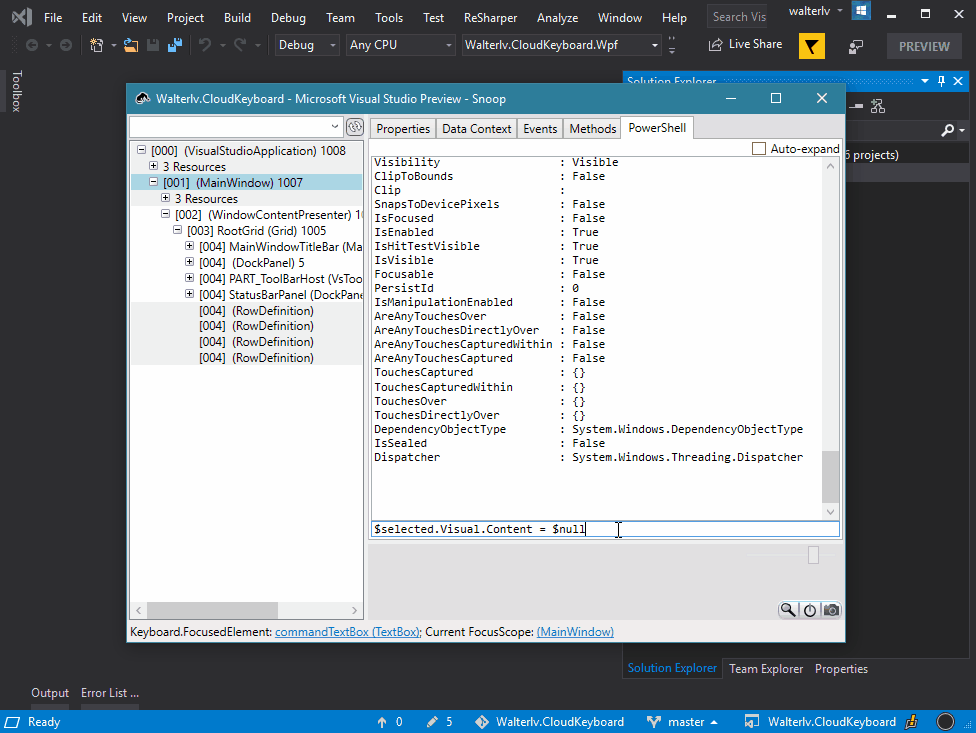 File Edit View Project Build Debug Team Tools Test ReSharper Analyze Window Help Search Vis walterlv
Debug Any CPU Walterlv.CloudKeyboard.Wpf Live Share PREVIEW
Toolbox
Solution Explorer
Walterlv.CloudKeyboard - Microsoft Visual Studio Preview - Snoop
Properties Data Context Events Methods PowerShell
Auto-expand
projects)
[000] (VisualStudioApplication) 1008
3 Resources
[001] (MainWindow) 1007
3 Resources
[002] (WindowContentPresenter) 10
[003] RootGrid (Grid) 1005
[004] MainWindowTitleBar (Ma
[004] (DockPanel) 5
[004] PART_ToolBarHost (VsToo
[004] StatusBarPanel (DockPane
[004] (RowDefinition)
[004] (RowDefinition)
[004] (RowDefinition)
[004] (RowDefinition)
Visibility : Visible
ClipToBounds : False
Clip :
SnapsToDevicePixels : False
IsFocused : False
IsEnabled : True
IsHitTestVisible : True
IsVisible : True
Focusable : False
PersistId : 0
IsManipulationEnabled : False
AreAnyTouchesOver : False
AreAnyTouchesDirectlyOver : False
AreAnyTouchesCapturedWithin : False
AreAnyTouchesCaptured : False
TouchesCaptured : {}
TouchesCapturedWithin : {}
TouchesOver : {}
TouchesDirectlyOver : {}
DependencyObjectType : System.Windows.DependencyObjectType
IsSealed : False
Dispatcher : System.Windows.Threading.Dispatcher
$selected.Visual.Content = $null
Keyboard.FocusedElement: commandTextBox (TextBox); Current FocusScope: (MainWindow)
Solution Explorer Team Explorer Properties
Output Error List ...
Ready 0 5 Walterlv.CloudKeyboard master Walterlv.CloudKeyboard